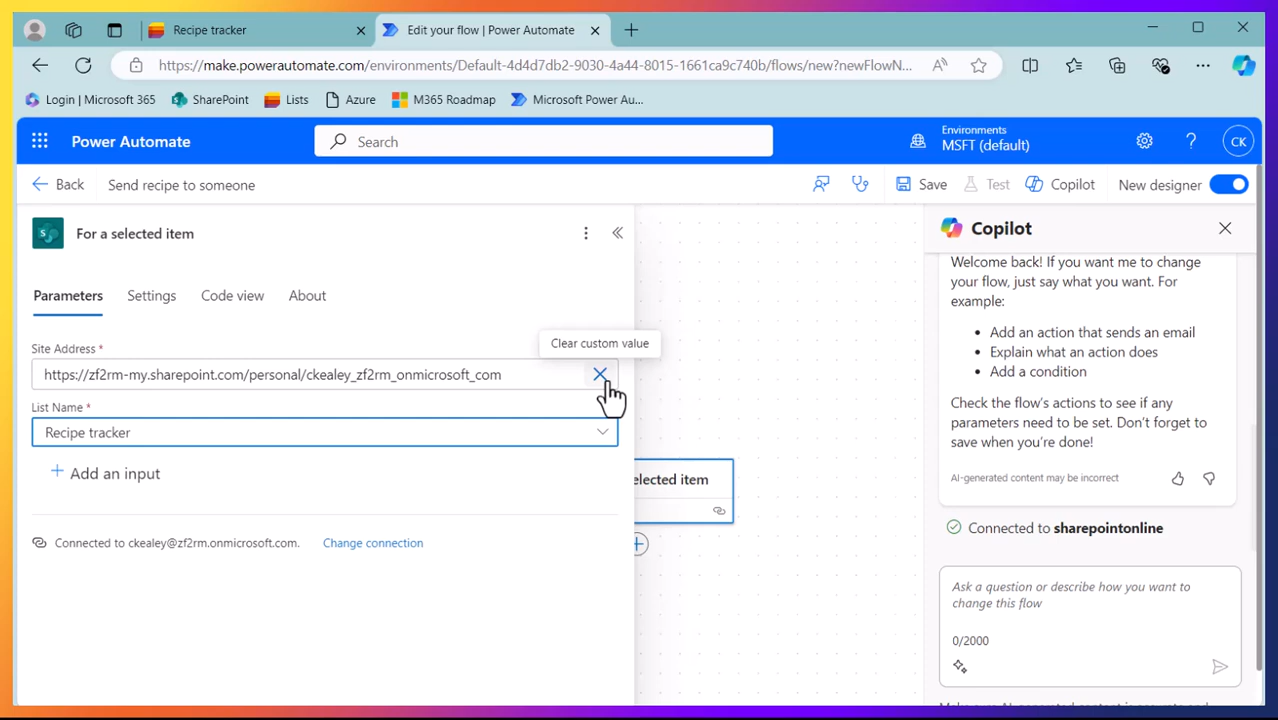 Recipe tracker
Edit your flow | Power Automate
https://make.powerautomate.com/environments/Default-4d4d7db2-9030-4a44-8015-1661ca9c740b/flows/new?newFlowN...
Login | Microsoft 365
SharePoint
Lists
Azure
M365 Roadmap
Microsoft Power Au...
Power Automate
Search
Environments
MSFT (default)
CK
Back
Send recipe to someone
Save
Test
Copilot
New designer
For a selected item
Parameters
Settings
Code view
About
Clear custom value
Site Address *
https://zf2rm-my.sharepoint.com/personal/ckealey_zf2rm_onmicrosoft_com
List Name *
Recipe tracker
Add an input
Connected to ckealey@zf2rm.onmicrosoft.com.
Change connection
elected item
Copilot
Welcome back! If you want me to change
your flow, just say what you want. For
example:
• Add an action that sends an email
• Explain what an action does
• Add a condition
Check the flow's actions to see if any
parameters need to be set. Don't forget to
save when you're done!
AI-generated content may be incorrect
Connected to sharepointonline
Ask a question or describe how you want to
change this flow
0/2000